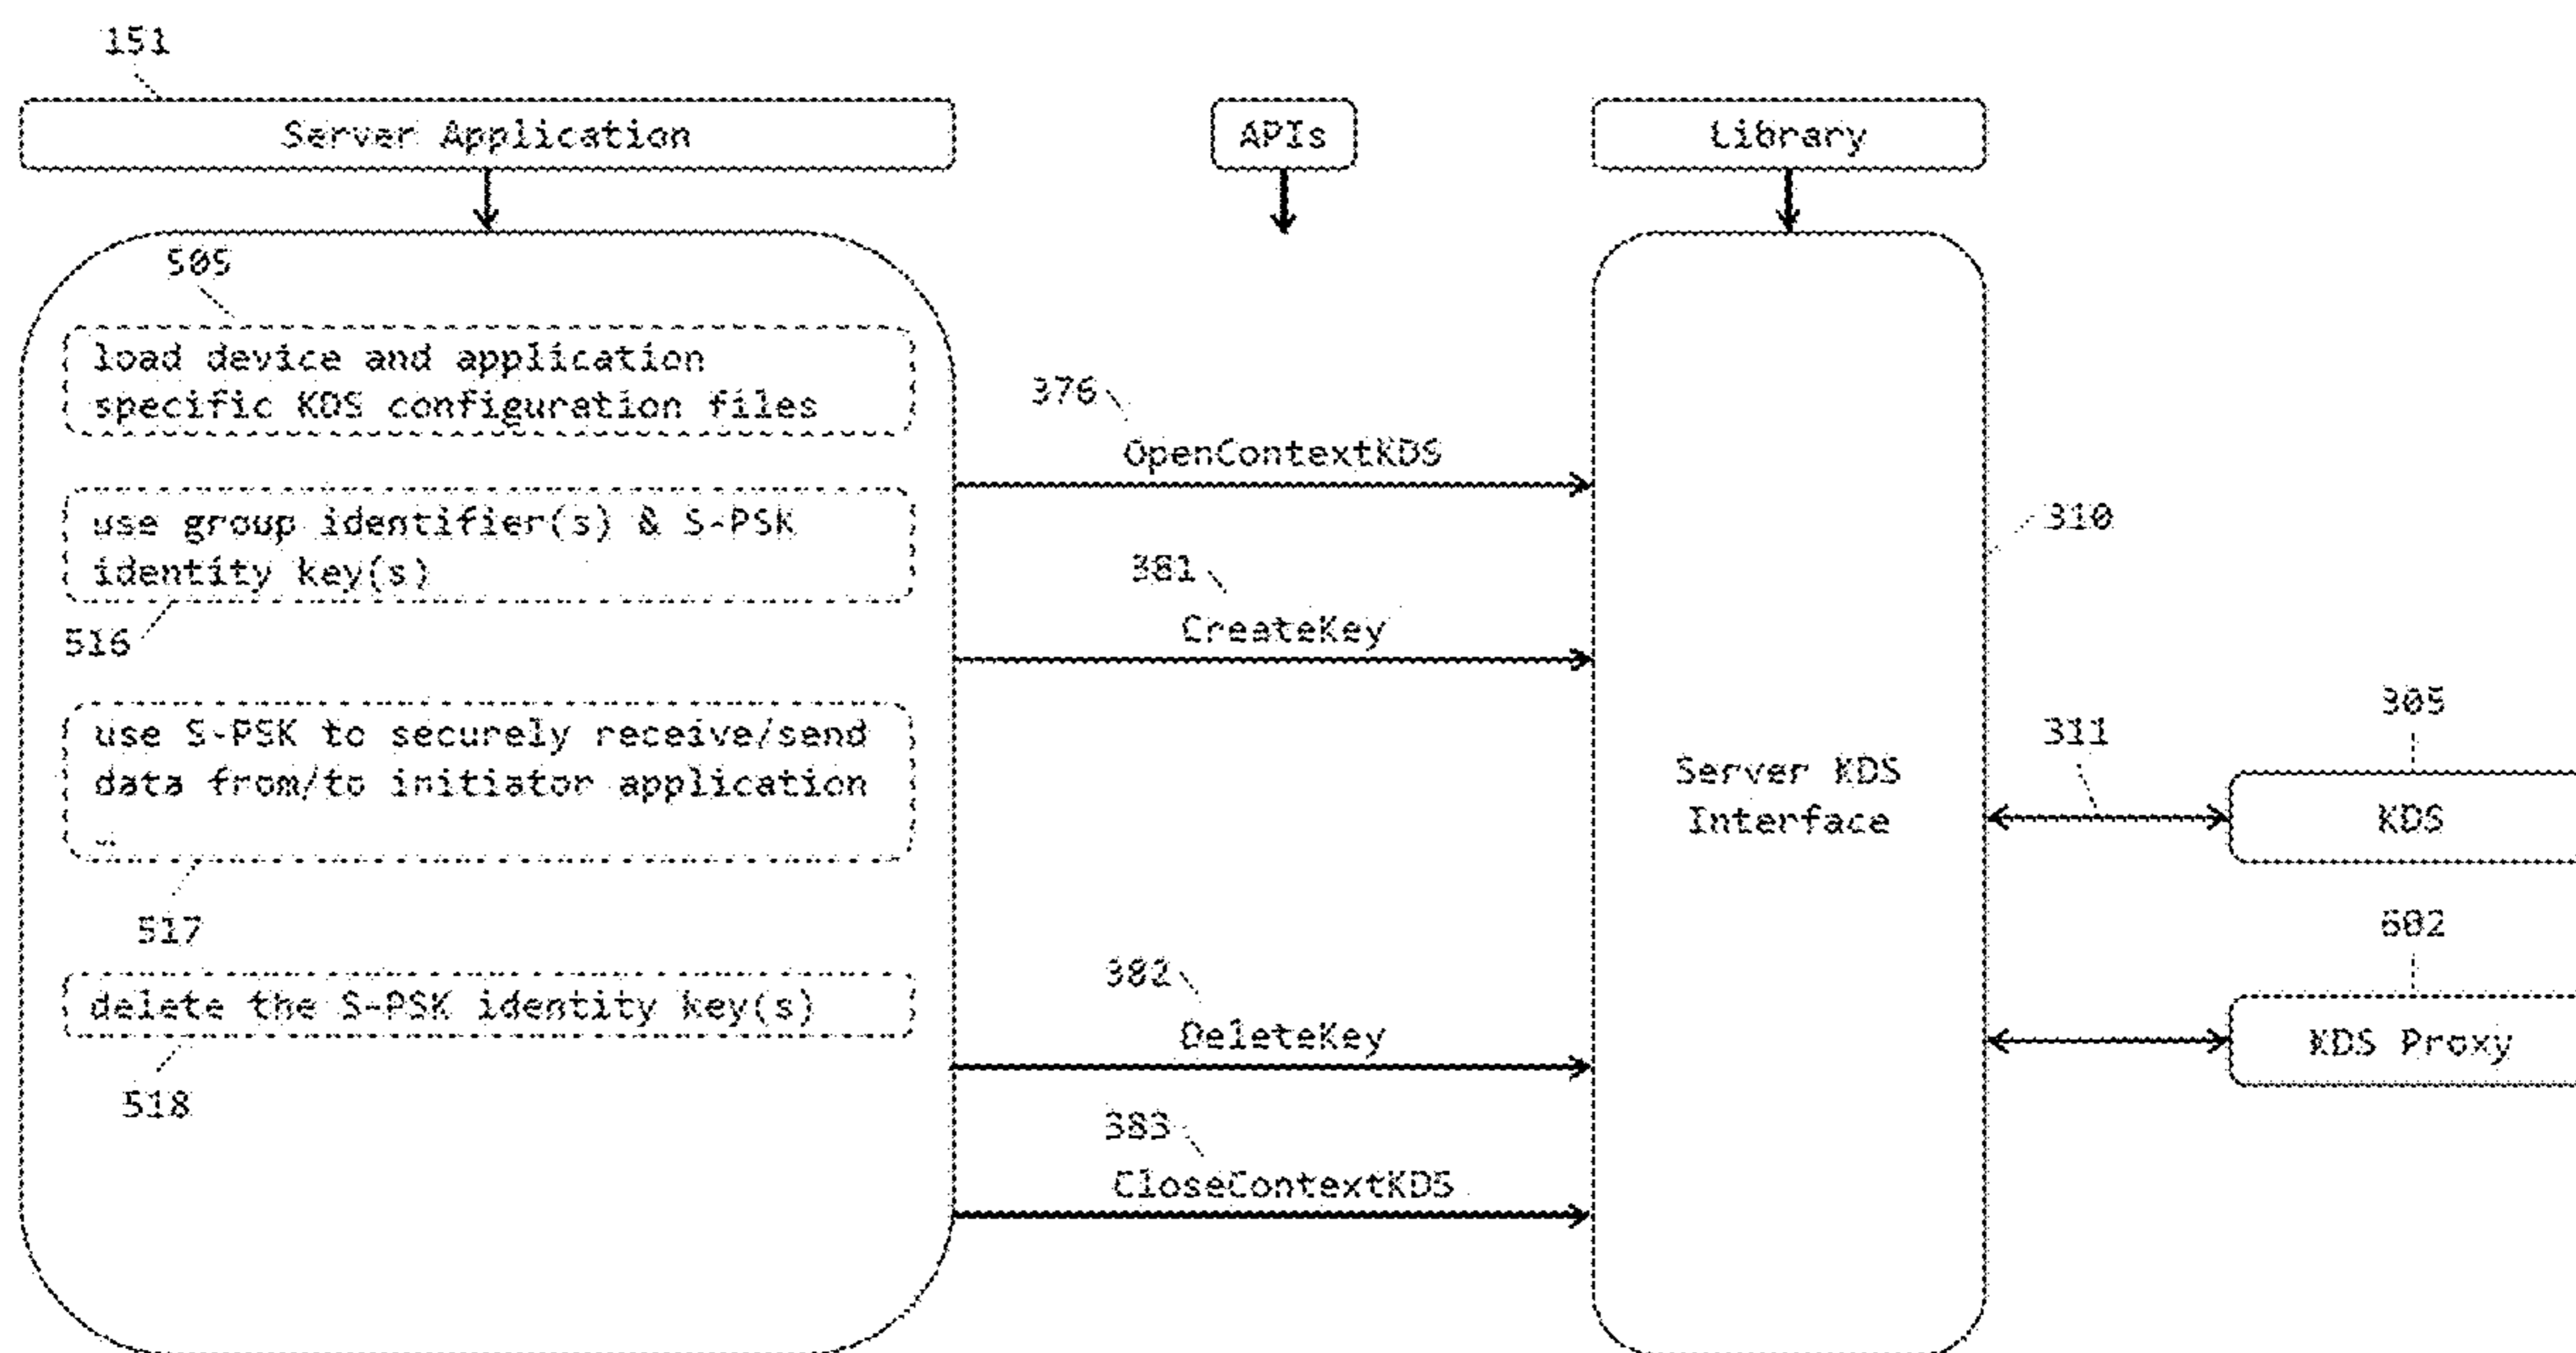 151
Server Application
APIs
Library
505
load device and application
specific KDS configuration files
376
OpenContextKDS
use group identifier(s) & S-PSK
identity key(s)
516
310
381
CreateKey
use S-PSK to securely receive/send
data from/to initiator application
…
517
Server KDS
Interface
311
305
KDS
602
KDS Proxy
delete the S-PSK identity key(s)
518
382
DeleteKey
383
CloseContextKDS